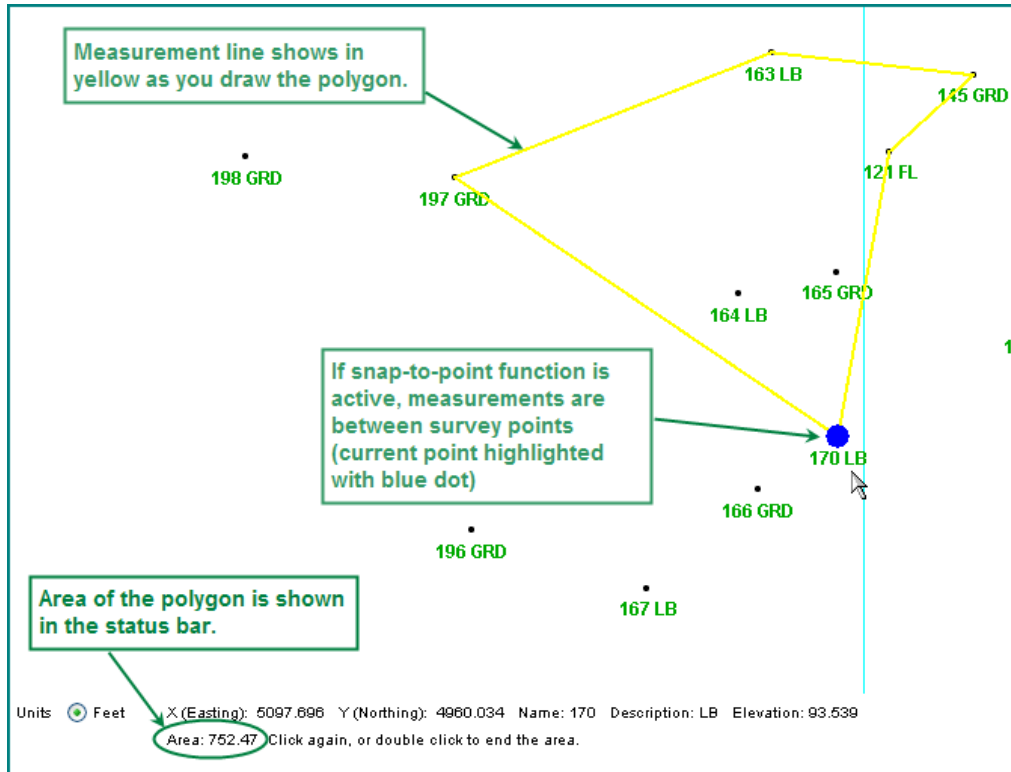 Measurement line shows in
yellow as you draw the polygon.
163 LB
145 GRD
198 GRD
197 GRD
121 FL
165 GRD
164 LB
1
If snap-to-point function is
active, measurements are
between survey points
(current point highlighted
with blue dot)
170 LB
166 GRD
196 GRD
167 LB
Area of the polygon is shown
in the status bar.
Units Feet X (Easting): 5097.696 Y (Northing): 4960.034 Name: 170 Description: LB Elevation: 93.539
Area: 752.47 Click again, or double click to end the area.